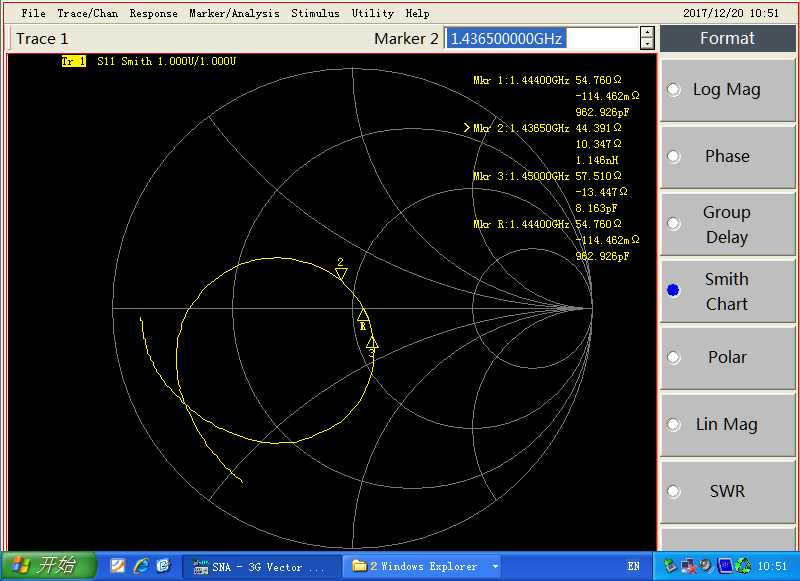 File Trace/Chan Response Marker/Analysis Stimulus Utility Help 2017/12/20 10:51
Trace 1 Marker 2 1.436500000GHz Format
Tr 1 S11 Smith 1.000U/1.000U
Mkr 1:1.44400GHz 54.760Ω
-114.462mΩ
962.926pF
>Mkr 2:1.43650GHz 44.391Ω
10.347Ω
1.146nH
Mkr 3:1.45000GHz 57.510Ω
-13.447Ω
8.163pF
Mkr R:1.44400GHz 54.760Ω
-114.462mΩ
962.926pF
2
R
3
Log Mag
Phase
Group
Delay
Smith
Chart
Polar
Lin Mag
SWR
开始 SNA - 3G Vector ... 2 Windows Explorer EN 10:51